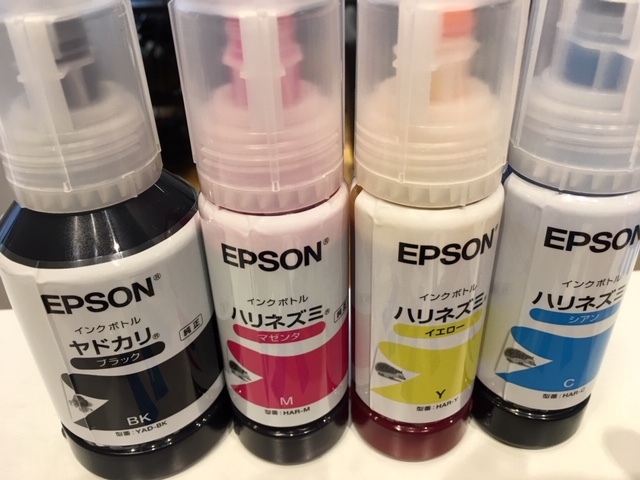 EPSON®
インクボトル
ヤドカリ®
純正
ブラック
BK
型番:YAD-BK
EPSON®
インクボトル
ハリネズミ®
マゼンタ
M
型番:HAR-M
EPSON®
インクボトル
ハリネズミ®
イエロー
Y
型番:HAR-Y
EPSON
インクボトル
ハリネズミ
シアン
C
型番:HAR-C